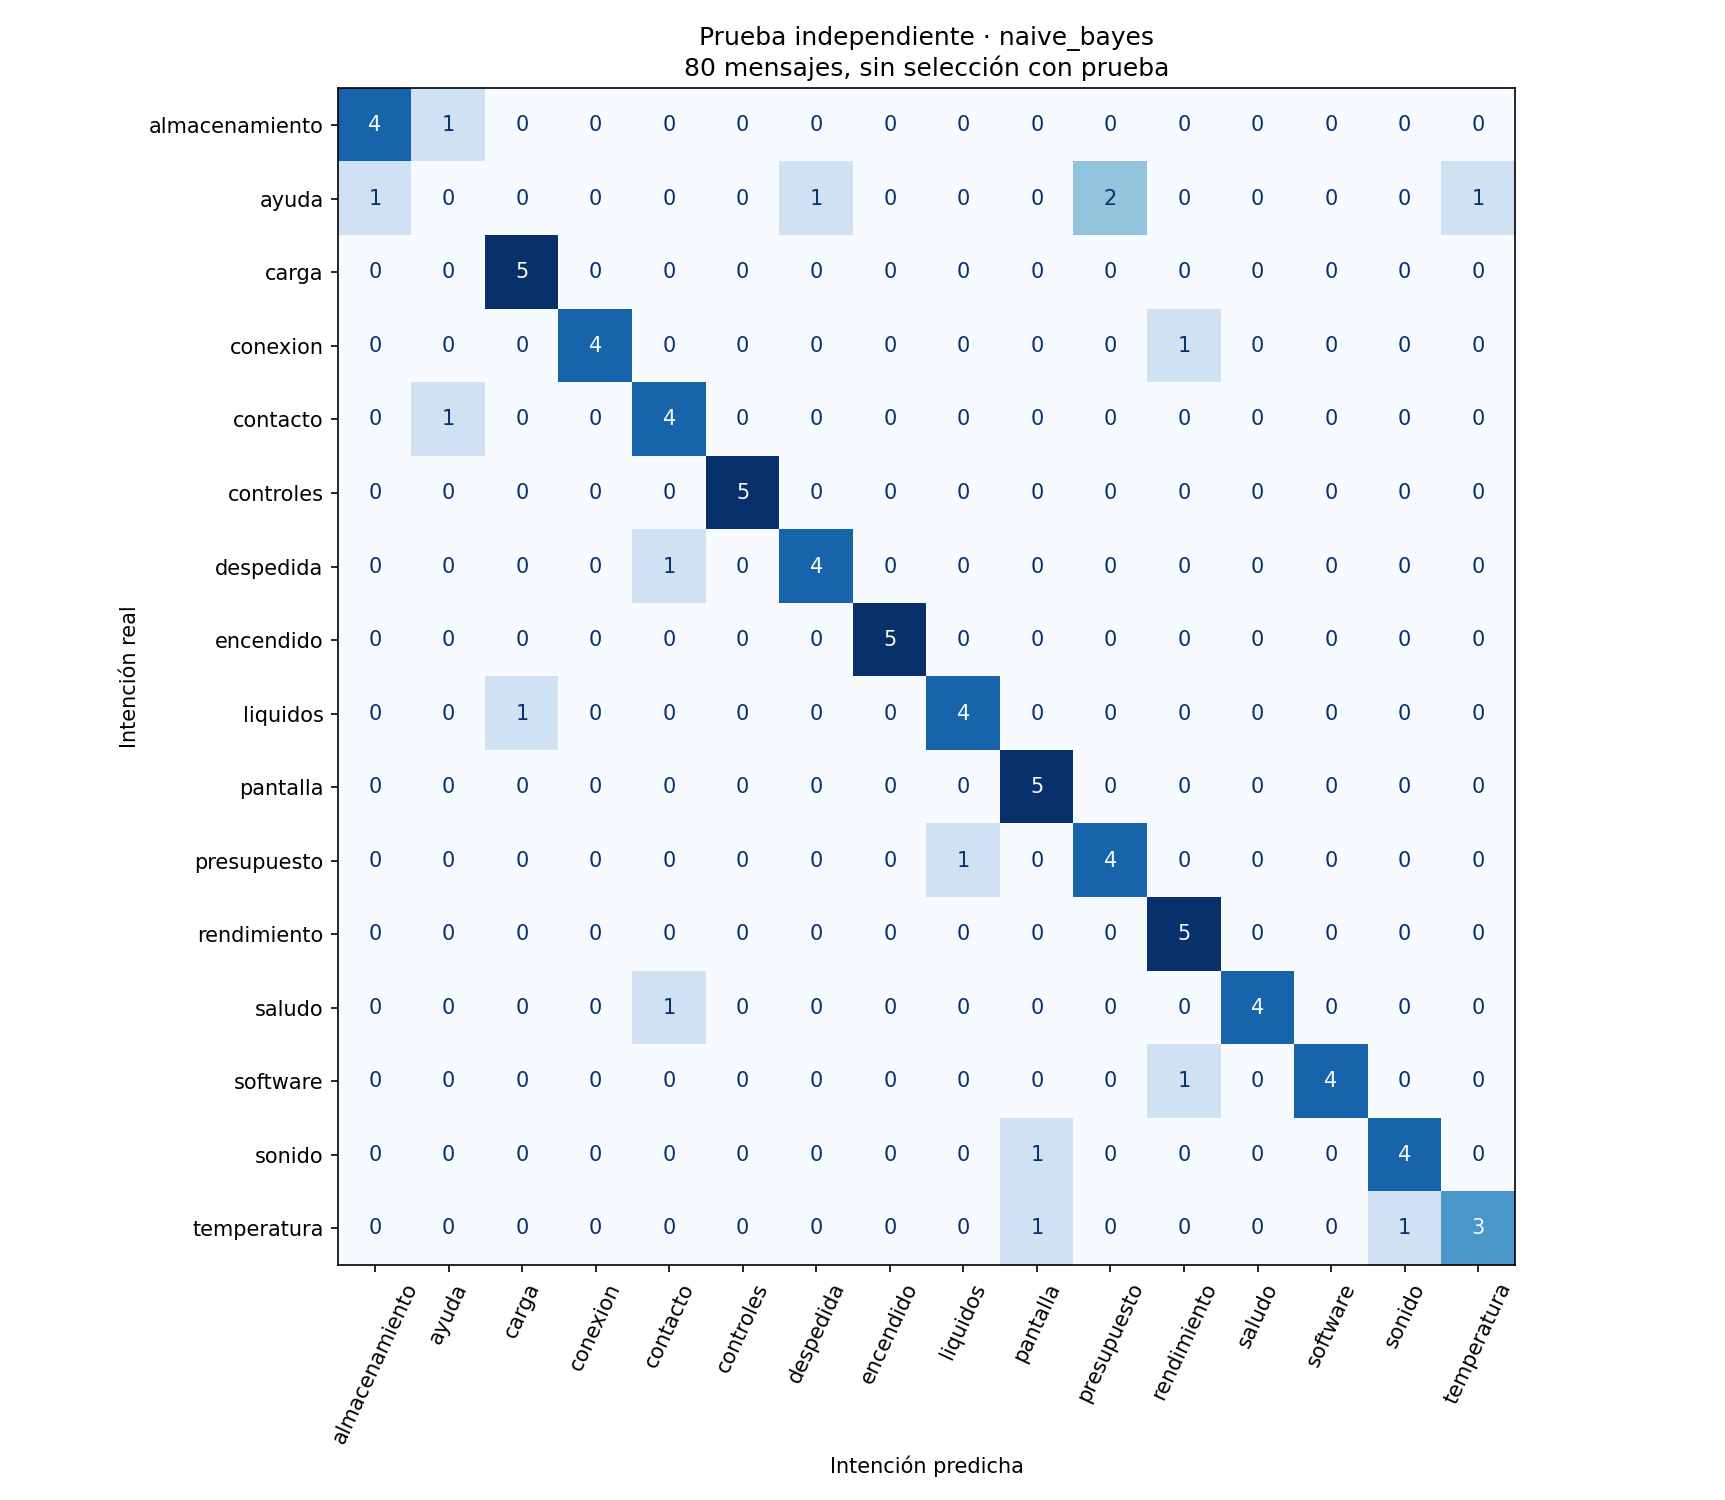 Prueba independiente · naive_bayes
80 mensajes, sin selección con prueba
almacenamiento 4 1 0 0 0 0 0 0 0 0 0 0 0 0 0 0
ayuda 1 0 0 0 0 0 1 0 0 0 2 0 0 0 0 1
carga 0 0 5 0 0 0 0 0 0 0 0 0 0 0 0 0
conexion 0 0 0 4 0 0 0 0 0 0 0 1 0 0 0 0
contacto 0 1 0 0 4 0 0 0 0 0 0 0 0 0 0 0
controles 0 0 0 0 0 5 0 0 0 0 0 0 0 0 0 0
despedida 0 0 0 0 1 0 4 0 0 0 0 0 0 0 0 0
encendido 0 0 0 0 0 0 0 5 0 0 0 0 0 0 0 0
liquidos 0 0 1 0 0 0 0 0 4 0 0 0 0 0 0 0
pantalla 0 0 0 0 0 0 0 0 0 5 0 0 0 0 0 0
presupuesto 0 0 0 0 0 0 0 0 1 0 4 0 0 0 0 0
rendimiento 0 0 0 0 0 0 0 0 0 0 0 5 0 0 0 0
saludo 0 0 0 0 1 0 0 0 0 0 0 0 4 0 0 0
software 0 0 0 0 0 0 0 0 0 0 0 1 0 4 0 0
sonido 0 0 0 0 0 0 0 0 0 1 0 0 0 0 4 0
temperatura 0 0 0 0 0 0 0 0 0 1 0 0 0 0 1 3
Intención real
almacenamiento ayuda carga conexion contacto controles despedida encendido liquidos pantalla presupuesto rendimiento saludo software sonido temperatura
Intención predicha